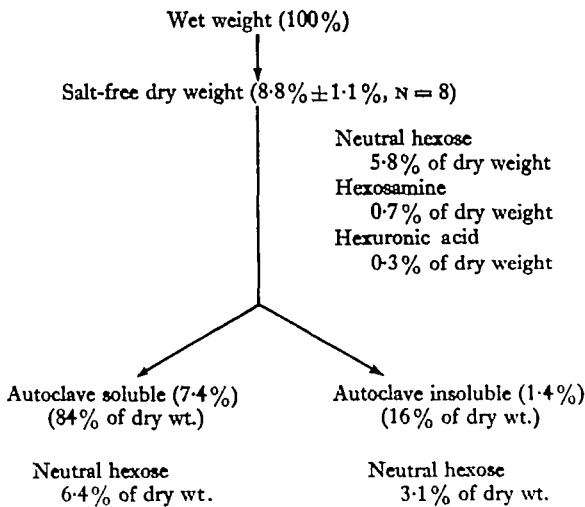 Wet weight (100%)
Salt-free dry weight (8·8%±1·1%, N = 8)
Neutral hexose
5·8% of dry weight
Hexosamine
0·7% of dry weight
Hexuronic acid
0·3% of dry weight
Autoclave soluble (7·4%)
(84% of dry wt.)
Neutral hexose
6·4% of dry wt.
Autoclave insoluble (1·4%)
(16% of dry wt.)
Neutral hexose
3·1% of dry wt.